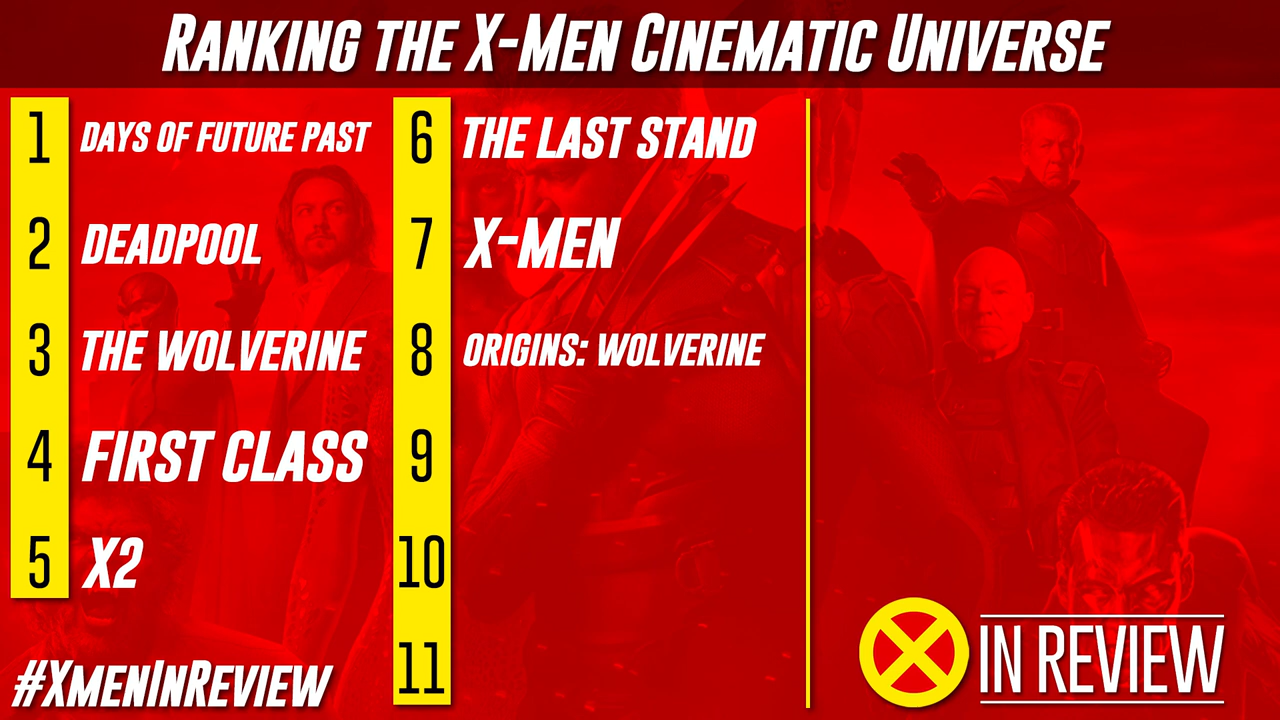 RANKING THE X-MEN CINEMATIC UNIVERSE
1 DAYS OF FUTURE PAST
2 DEADPOOL
3 THE WOLVERINE
4 FIRST CLASS
5 X2
6 THE LAST STAND
7 X-MEN
8 ORIGINS: WOLVERINE
9
10
11
#XMENINREVIEW
X IN REVIEW